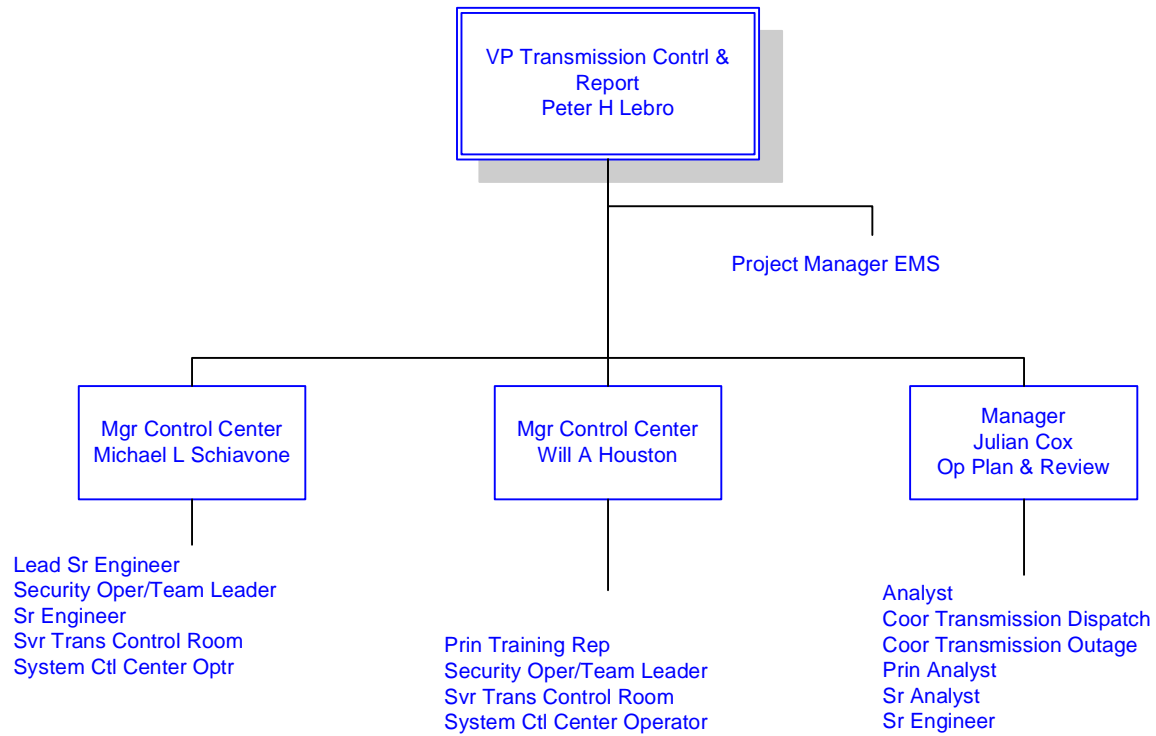 VP Transmission Contrl &
Report
Peter H Lebro
Project Manager EMS
Mgr Control Center
Michael L Schiavone
Mgr Control Center
Will A Houston
Manager
Julian Cox
Op Plan & Review
Lead Sr Engineer
Security Oper/Team Leader
Sr Engineer
Svr Trans Control Room
System Ctl Center Optr
Prin Training Rep
Security Oper/Team Leader
Svr Trans Control Room
System Ctl Center Operator
Analyst
Coor Transmission Dispatch
Coor Transmission Outage
Prin Analyst
Sr Analyst
Sr Engineer